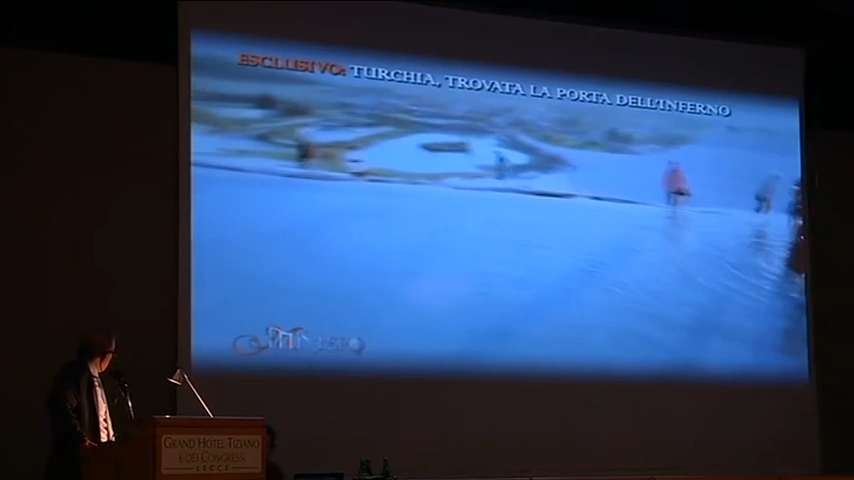 ESCLUSIVO: TURCHIA, TROVATA LA PORTA DELL'INFERNO
GRAND HOTEL TIZIANO
E DEI CONGRESSI
LECCE